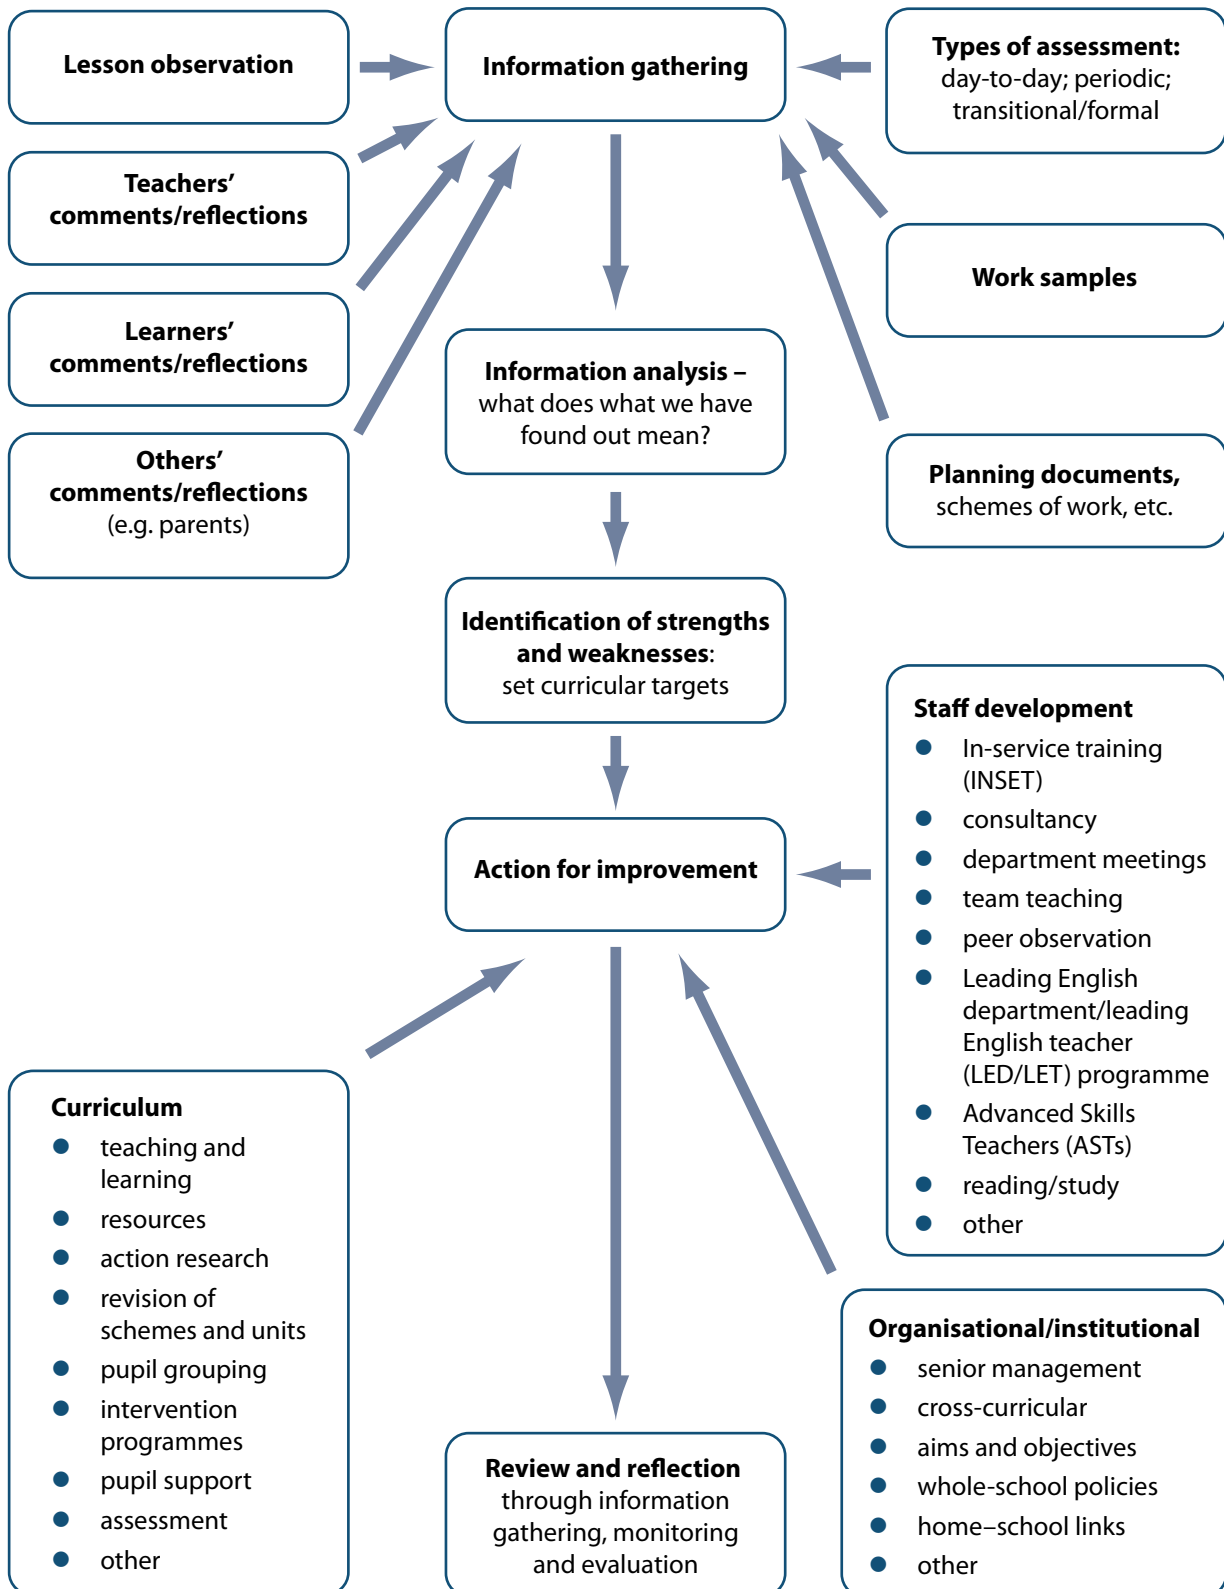 Lesson observation
Information gathering
Types of assessment:
day-to-day; periodic;
transitional/formal
Teachers’
comments/reflections
Work samples
Learners’
comments/reflections
Information analysis –
what does what we have
found out mean?
Others’
comments/reflections
(e.g. parents)
Planning documents,
schemes of work, etc.
Identification of strengths
and weaknesses:
set curricular targets
Staff development
In-service training
(INSET)
consultancy
department meetings
team teaching
peer observation
Leading English
department/leading
English teacher
(LED/LET) programme
Advanced Skills
Teachers (ASTs)
reading/study
other
Action for improvement
Curriculum
teaching and
learning
resources
action research
revision of
schemes and units
pupil grouping
intervention
programmes
pupil support
assessment
other
Review and reflection
through information
gathering, monitoring
and evaluation
Organisational/institutional
senior management
cross-curricular
aims and objectives
whole-school policies
home–school links
other